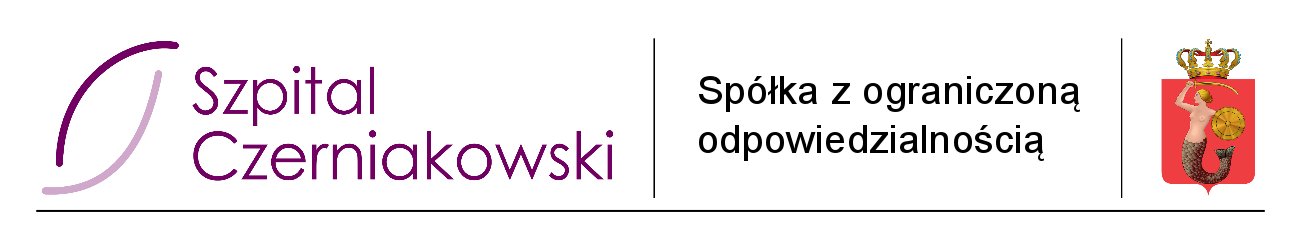 Szpital
Czerniakowski
Spółka z ograniczoną
odpowiedzialnością